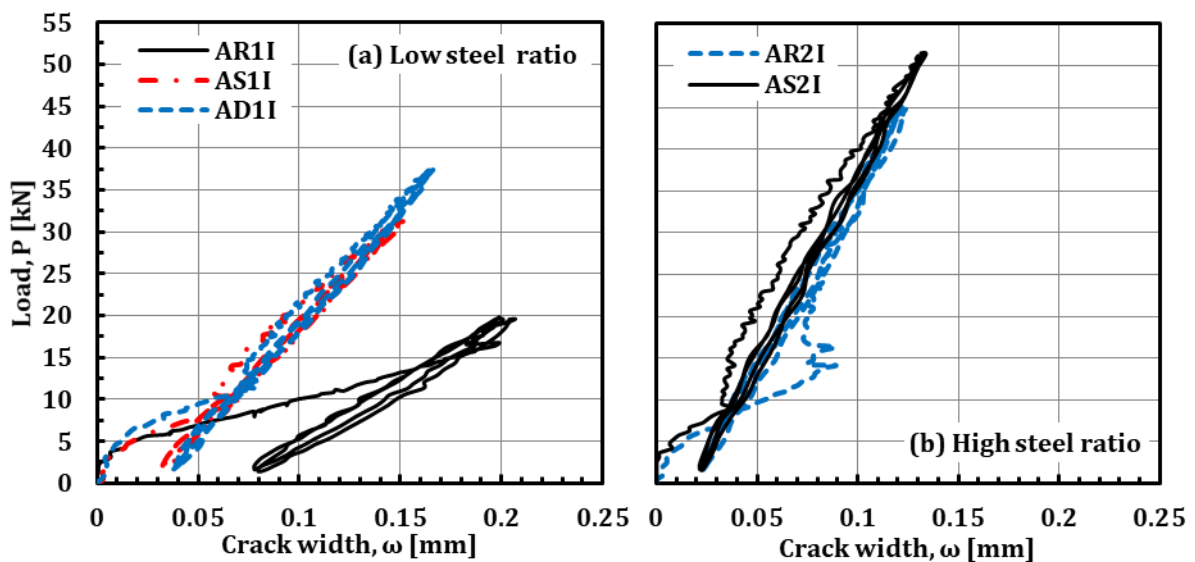 55
50
45
40
35
30
25
20
15
10
5
0
Load, P [kN]
AR1I
AS1I
AD1I
(a) Low steel ratio
0 0.05 0.1 0.15 0.2 0.25
Crack width, ω [mm]
AR2I
AS2I
(b) High steel ratio
0 0.05 0.1 0.15 0.2 0.25
Crack width, ω [mm]